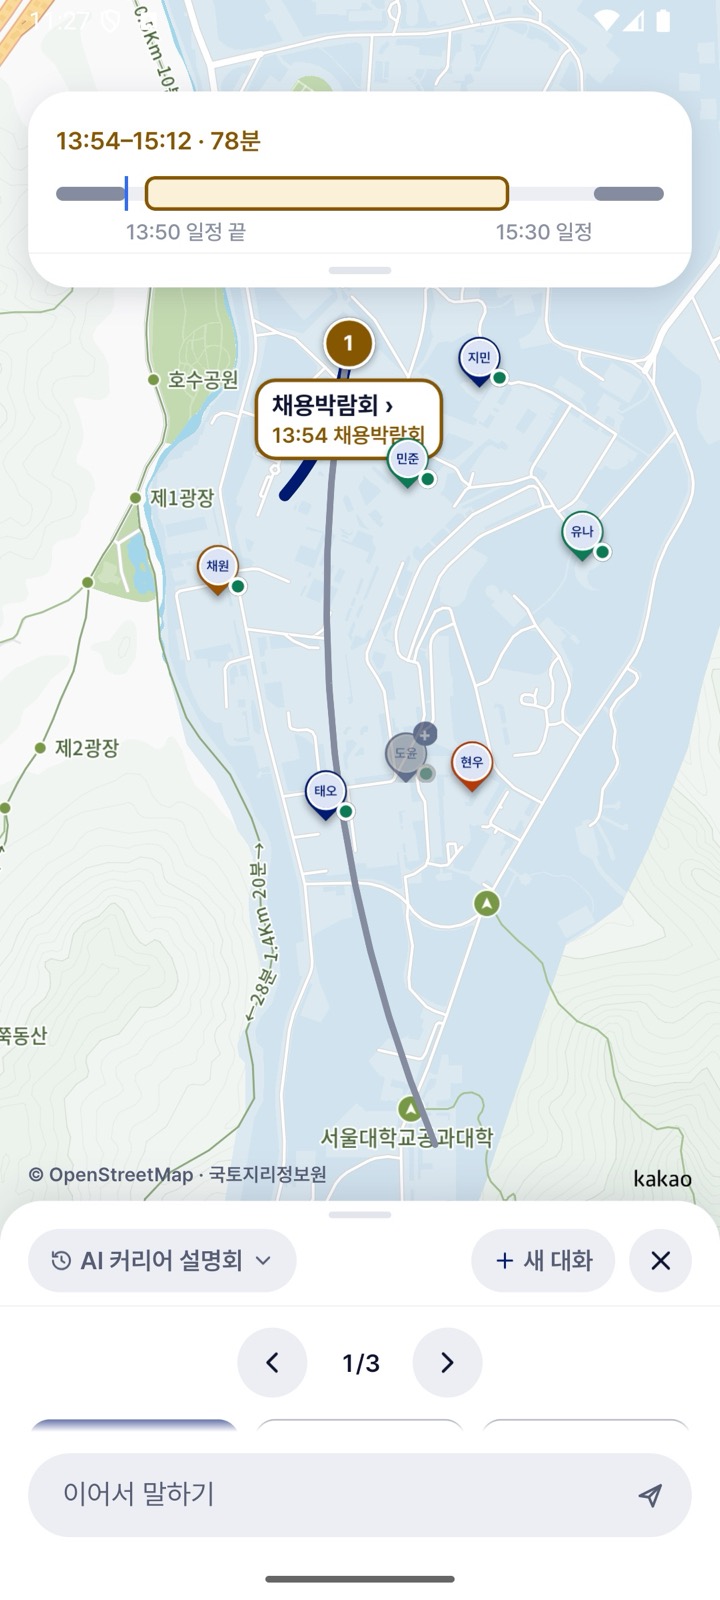 11:27
13:54–15:12 · 78분
13:50 일정 끝
15:30 일정
1
지민
호수공원
채용박람회 ›
13:54 채용박람회
민준
제1광장
유나
채원
제2광장
도윤
현우
태오
←28분·1.4Km·20분→
쪽동산
서울대학교공과대학
© OpenStreetMap · 국토지리정보원
kakao
AI 커리어 설명회
+ 새 대화
1/3
이어서 말하기